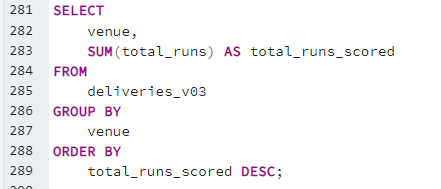 281 SELECT
282     venue,
283     SUM(total_runs) AS total_runs_scored
284 FROM
285     deliveries_v03
286 GROUP BY
287     venue
288 ORDER BY
289     total_runs_scored DESC;